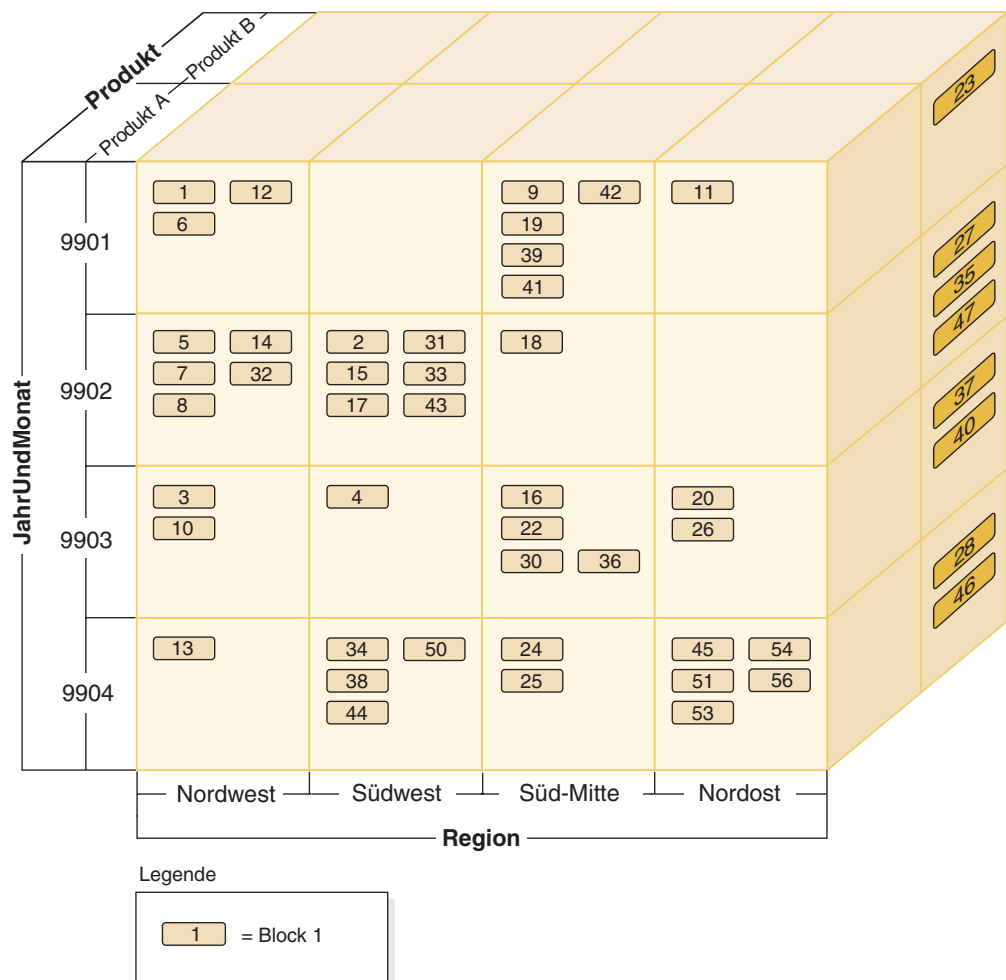 Produkt
Produkt A
Produkt B
JahrUndMonat
9901
1 12 9 42 11
6 19
39
41
9902
5 14 2 31 18
7 32 15 33
8 17 43
9903
3 4 16 20
10 22 26
30 36
9904
13 34 50 24 45 54
38 25 51 56
44 53
23
27
35
47
37
40
28
46
Nordwest Südwest Süd-Mitte Nordost
Region
Legende
1 = Block 1